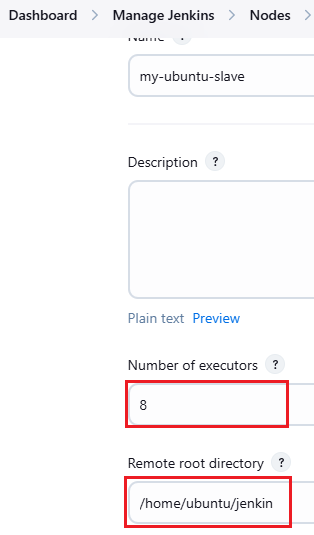 Dashboard > Manage Jenkins > Nodes >
Name ?
my-ubuntu-slave
Description ?
Plain text Preview
Number of executors ?
8
Remote root directory ?
/home/ubuntu/jenkin